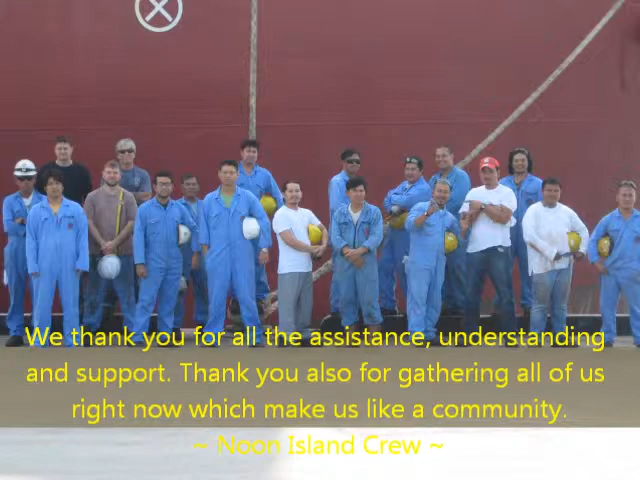 We thank you for all the assistance, understanding
and support. Thank you also for gathering all of us
right now which make us like a community.
~ Noon Island Crew ~